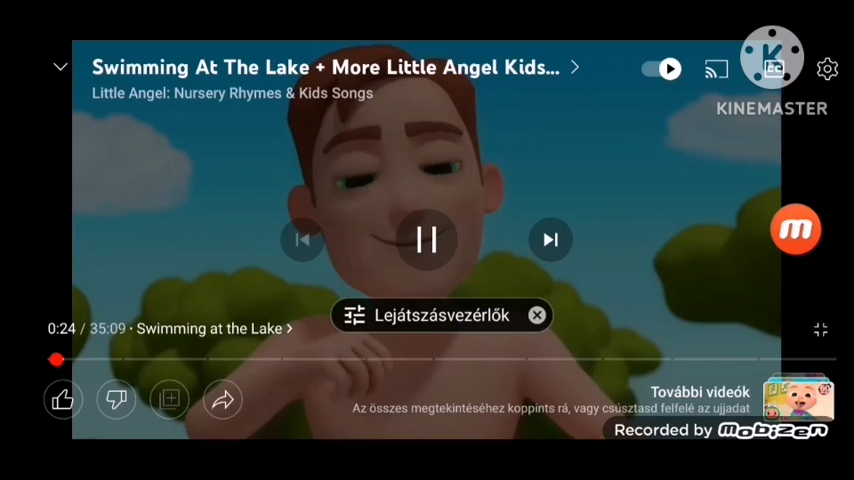 Swimming At The Lake + More Little Angel Kids...
Little Angel: Nursery Rhymes & Kids Songs
CC
K
KINEMASTER
m
Lejátszásvezérlők
0:24 / 35:09 · Swimming at the Lake
További videók
Az összes megtekintéséhez koppints rá, vagy csúsztasd felfelé az ujjadat
Recorded by mobizen